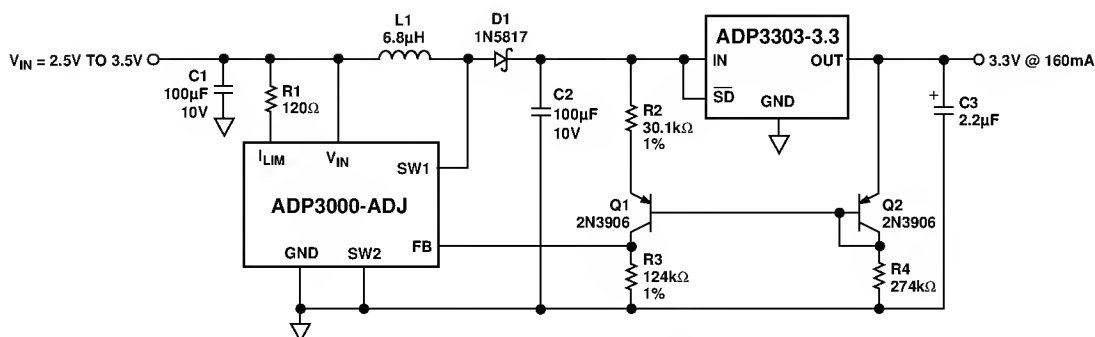 V_IN = 2.5V TO 3.5V
C1
100µF
10V
R1
120Ω
L1
6.8µH
D1
1N5817
C2
100µF
10V
R2
30.1kΩ
1%
ADP3303-3.3
IN
OUT
SD
GND
3.3V @ 160mA
+
C3
2.2µF
I_LIM
V_IN
SW1
ADP3000-ADJ
FB
GND
SW2
Q1
2N3906
Q2
2N3906
R3
124kΩ
1%
R4
274kΩ